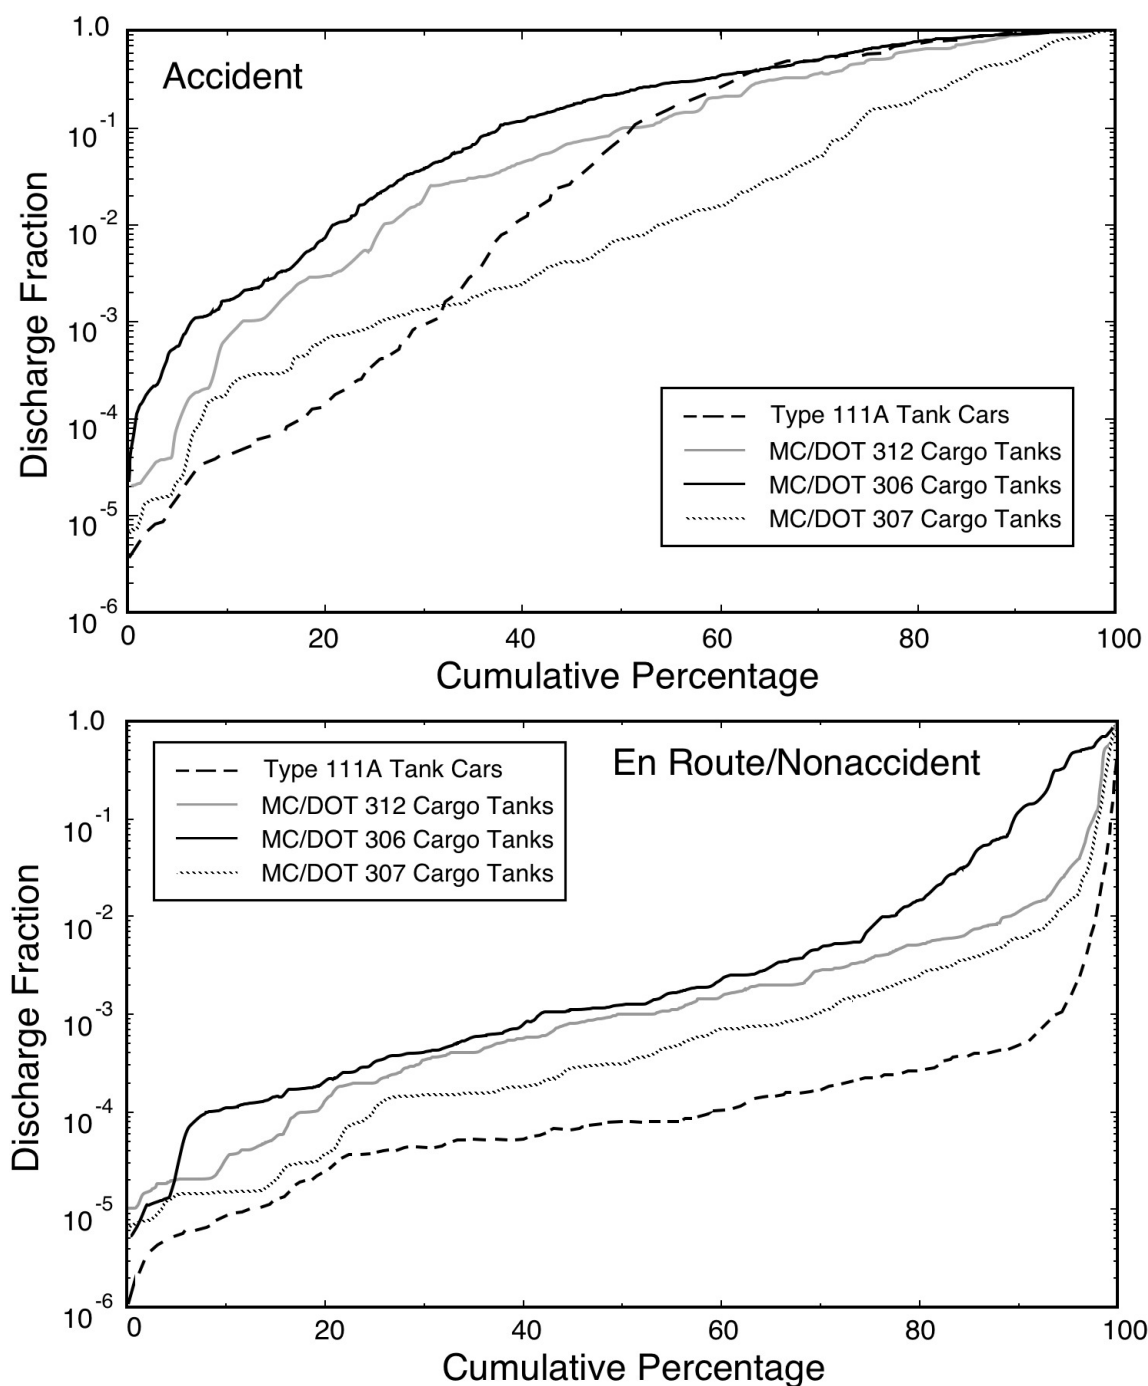 1.0
Accident
10-1
10-2
10-3
10-4
10-5
10-6
Discharge Fraction
Type 111A Tank Cars
MC/DOT 312 Cargo Tanks
MC/DOT 306 Cargo Tanks
MC/DOT 307 Cargo Tanks
0 20 40 60 80 100
Cumulative Percentage
1.0
En Route/Nonaccident
Type 111A Tank Cars
MC/DOT 312 Cargo Tanks
MC/DOT 306 Cargo Tanks
MC/DOT 307 Cargo Tanks
10-1
10-2
10-3
10-4
10-5
10-6
Discharge Fraction
0 20 40 60 80 100
Cumulative Percentage